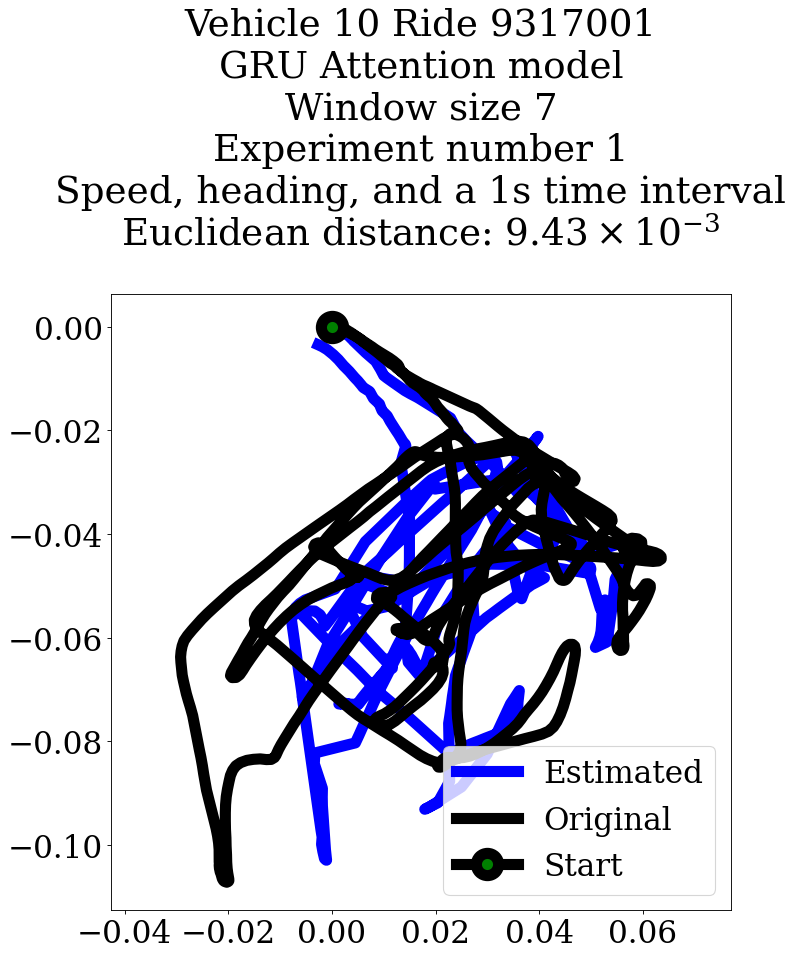 Vehicle 10 Ride 9317001
GRU Attention model
Window size 7
Experiment number 1
Speed, heading, and a 1s time interval
Euclidean distance: 9.43 × 10⁻³
0.00
−0.02
−0.04
−0.06
−0.08
−0.10
Estimated
Original
Start
−0.04 −0.02 0.00 0.02 0.04 0.06